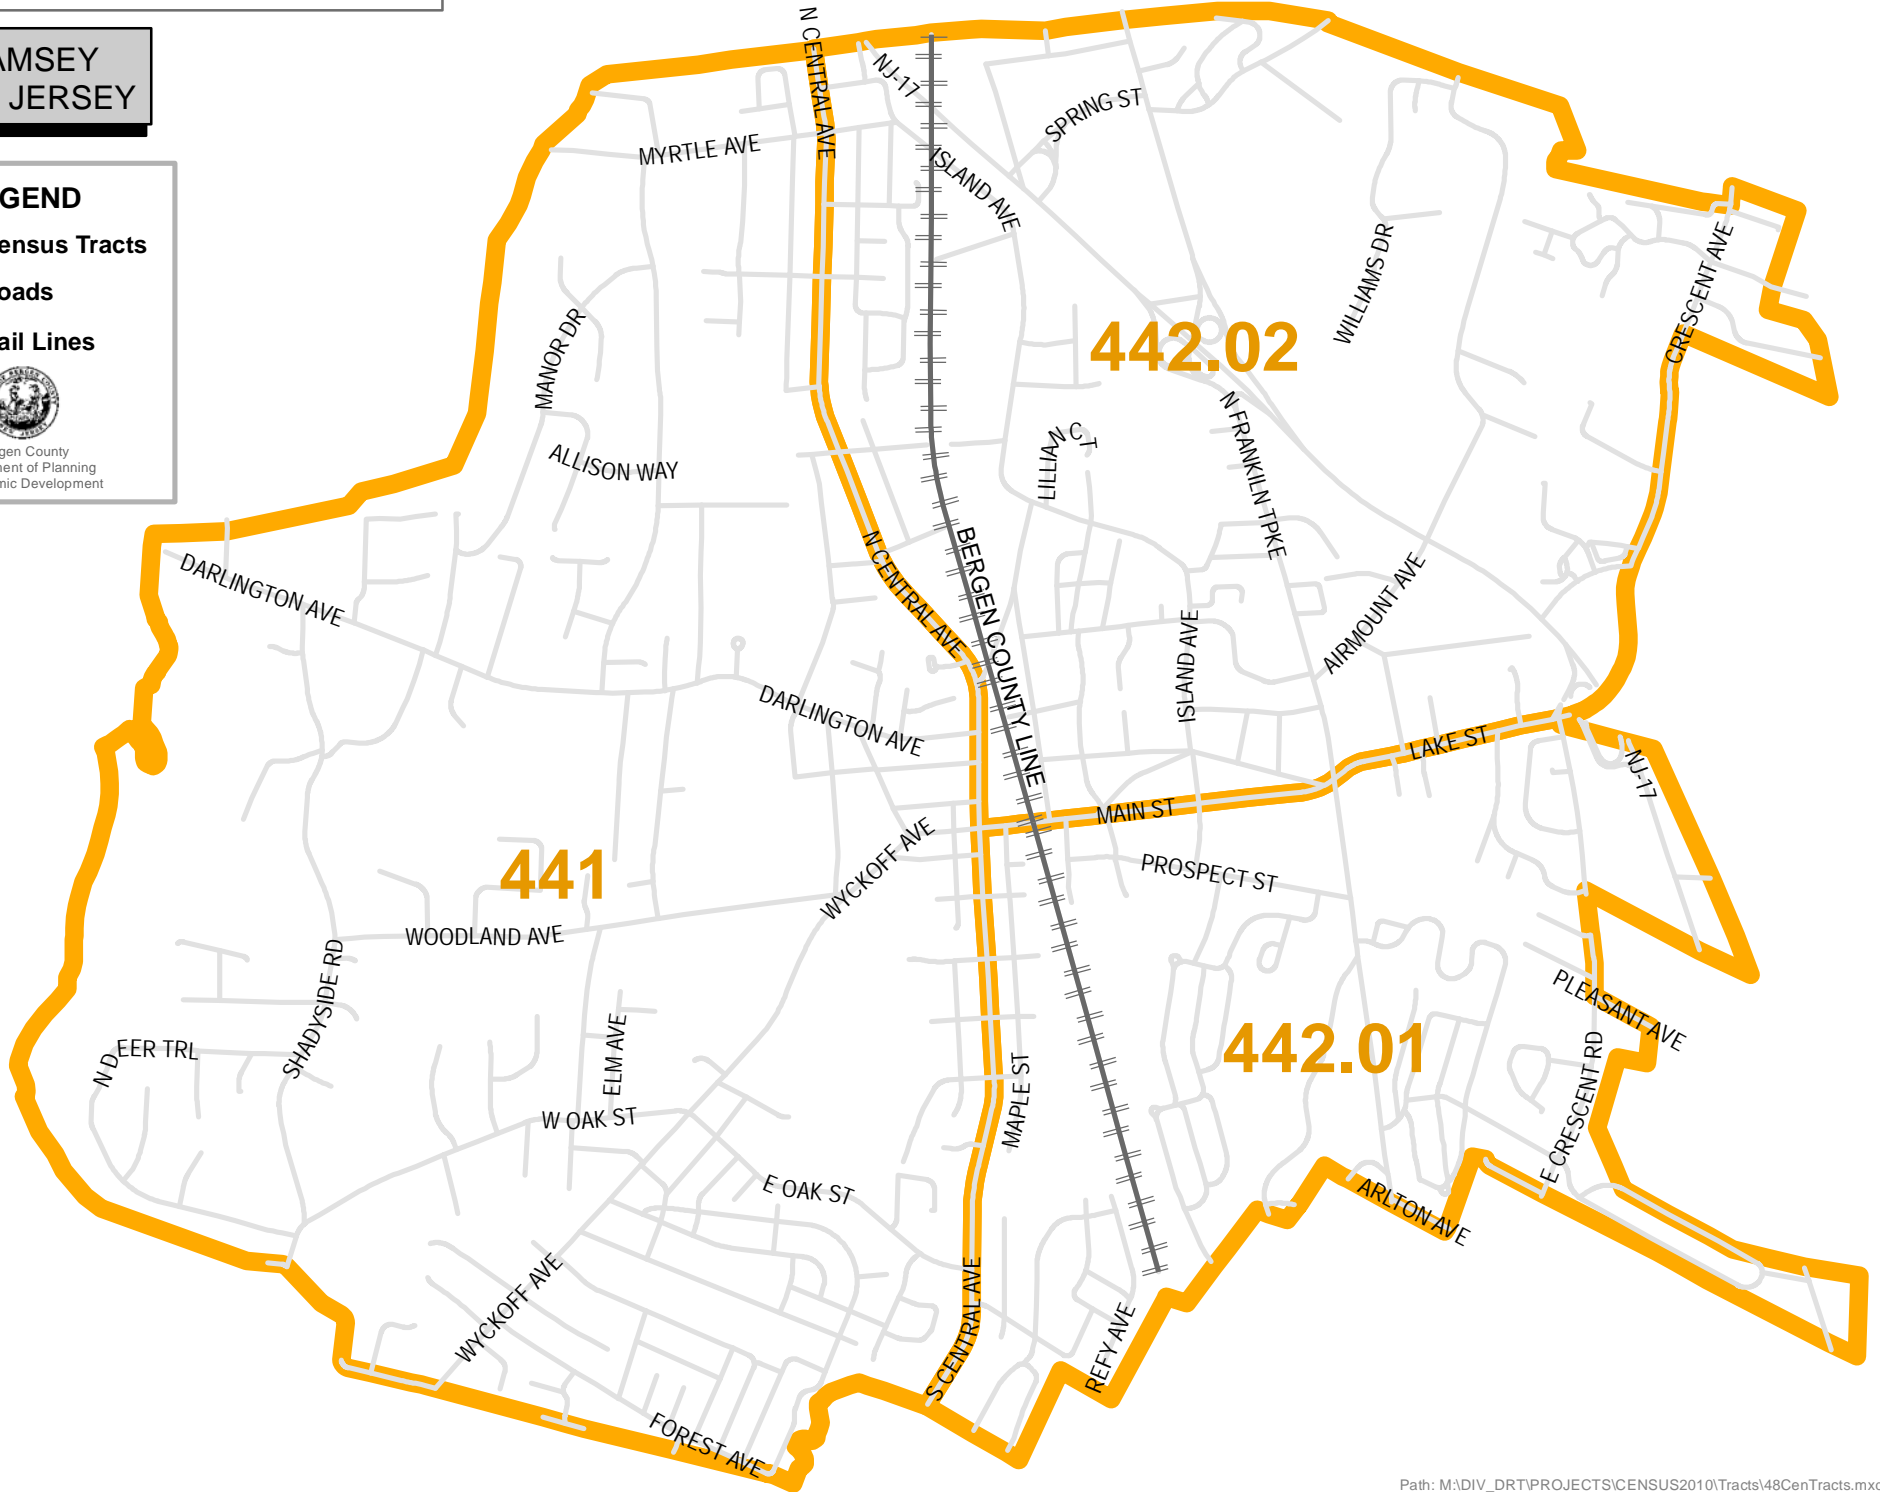 AMSEY
JERSEY
GEND
ensus Tracts
oads
ail Lines
gen County
ment of Planning
mic Development
N CENTRAL AVE
NJ-17
SPRING ST
MYRTLE AVE
ISLAND AVE
WILLIAMS DR
CRESCENT AVE
MANOR DR
442.02
N FRANKILN TPKE
LILLIAN CT
ALLISON WAY
N CENTRAL AVE
BERGEN COUNTY LINE
DARLINGTON AVE
AIRMOUNT AVE
ISLAND AVE
DARLINGTON AVE
LAKE ST
NJ-17
MAIN ST
WYCKOFF AVE
PROSPECT ST
441
WOODLAND AVE
SHADYSIDE RD
PLEASANT AVE
N DEER TRL
ELM AVE
442.01
E CRESCENT RD
MAPLE ST
W OAK ST
E OAK ST
ARLTON AVE
WYCKOFF AVE
S CENTRAL AVE
REFY AVE
FOREST AVE
Path: M:\DIV_DRT\PROJECTS\CENSUS2010\Tracts\48CenTracts.mxd